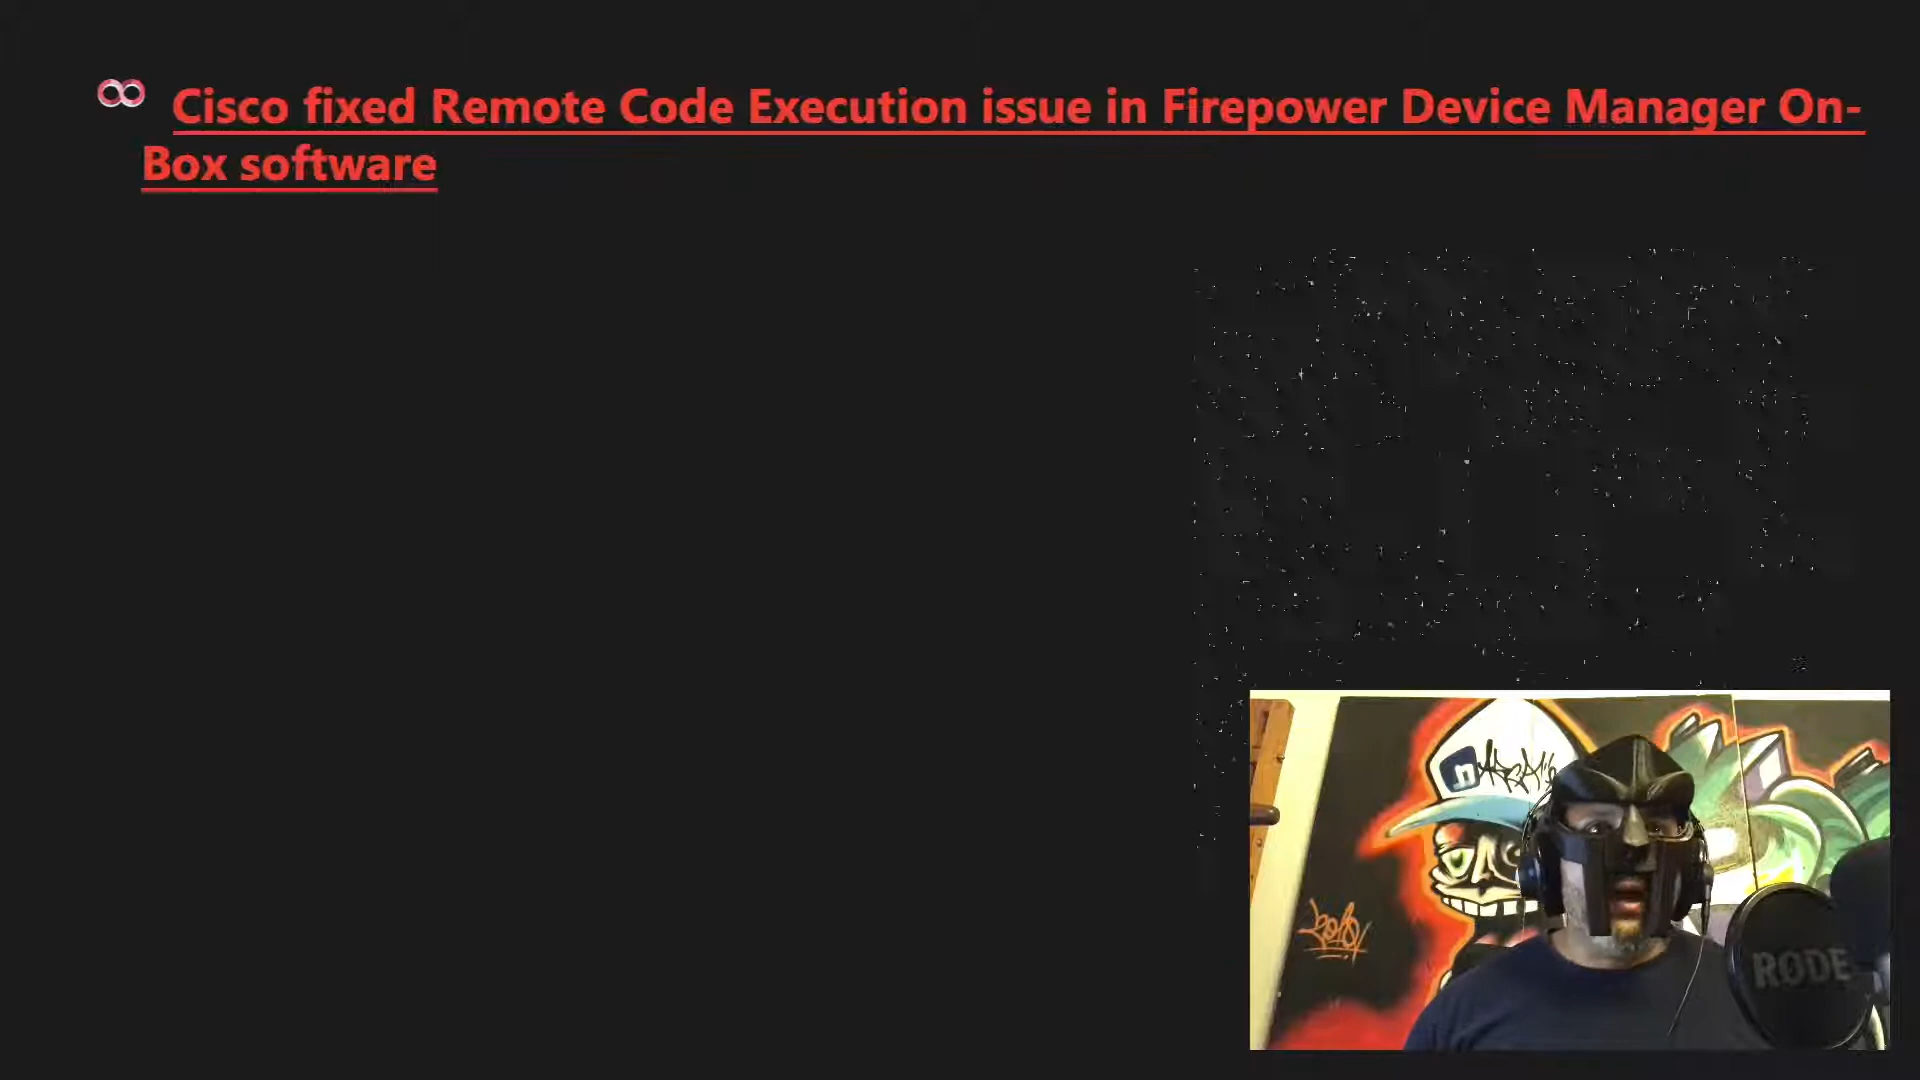 Cisco fixed Remote Code Execution issue in Firepower Device Manager On-
Box software
RØDE